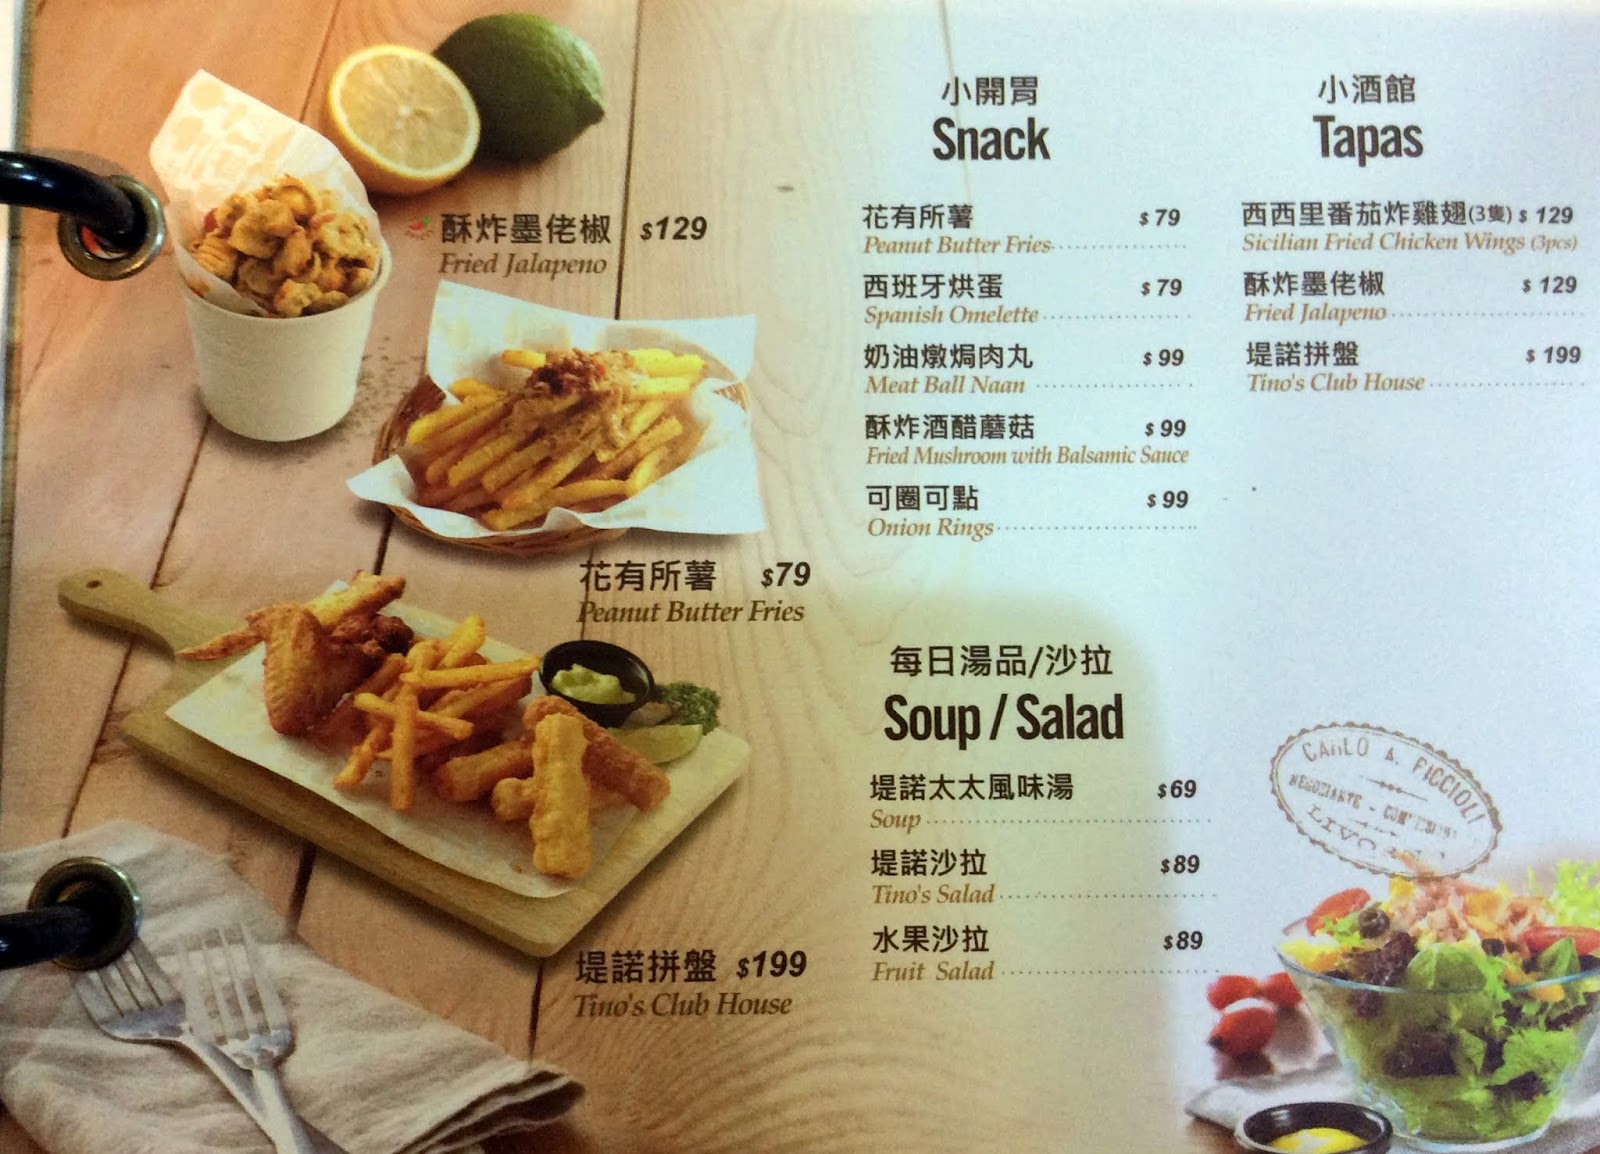 酥炸墨佬椒 $129
Fried Jalapeno
花有所薯 $79
Peanut Butter Fries
堤諾拼盤 $199
Tino's Club House
小開胃
Snack
花有所薯 $79
Peanut Butter Fries
西班牙烘蛋 $79
Spanish Omelette
奶油燉焗肉丸 $99
Meat Ball Naan
酥炸酒醋蘑菇 $99
Fried Mushroom with Balsamic Sauce
可圈可點 $99
Onion Rings
小酒館
Tapas
西西里番茄炸雞翅(3隻) $129
Sicilian Fried Chicken Wings (3pcs)
酥炸墨佬椒 $129
Fried Jalapeno
堤諾拼盤 $199
Tino's Club House
每日湯品/沙拉
Soup / Salad
堤諾太太風味湯 $69
Soup
堤諾沙拉 $89
Tino's Salad
水果沙拉 $89
Fruit Salad
CARLO A. FICCIOLI
NEGOZIANTE -